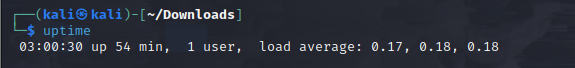 ┌──(kali㉿kali)-[~/Downloads]
└─$ uptime
 03:00:30 up 54 min,  1 user,  load average: 0.17, 0.18, 0.18